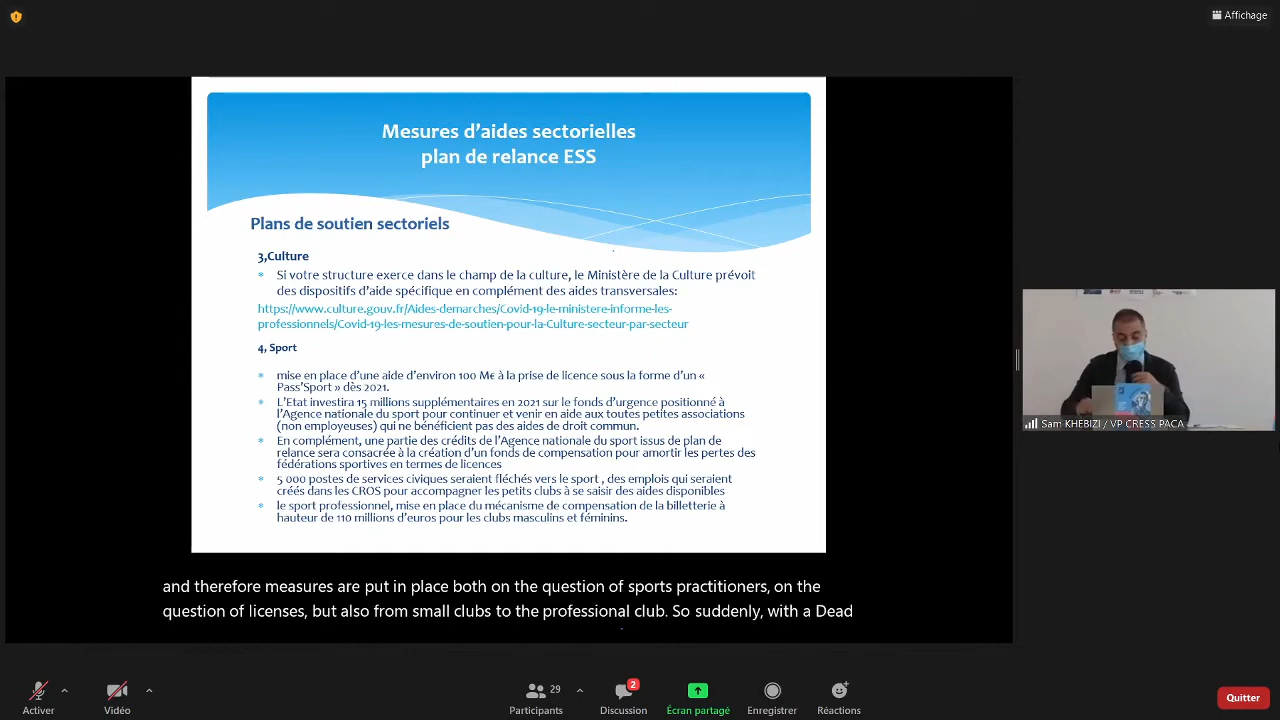 Affichage
Mesures d'aides sectorielles
plan de relance ESS
Plans de soutien sectoriels
3,Culture
* Si votre structure exerce dans le champ de la culture, le Ministère de la Culture prévoit
des dispositifs d'aide spécifique en complément des aides transversales:
https://www.culture.gouv.fr/Aides-demarches/Covid-19-le-ministere-informe-les-
professionnels/Covid-19-les-mesures-de-soutien-pour-la-Culture-secteur-par-secteur
4, Sport
* mise en place d'une aide d'environ 100 M€ à la prise de licence sous la forme d'un «
Pass'Sport » dès 2021.
* L'Etat investira 15 millions supplémentaires en 2021 sur le fonds d'urgence positionné à
l'Agence nationale du sport pour continuer et venir en aide aux toutes petites associations
(non employeuses) qui ne bénéficient pas des aides de droit commun.
* En complément, une partie des crédits de l'Agence nationale du sport issus de plan de
relance sera consacrée à la création d'un fonds de compensation pour amortir les pertes des
fédérations sportives en termes de licences
* 5 000 postes de services civiques seraient fléchés vers le sport , des emplois qui seraient
créés dans les CROS pour accompagner les petits clubs à se saisir des aides disponibles
* le sport professionnel, mise en place du mécanisme de compensation de la billetterie à
hauteur de 110 millions d'euros pour les clubs masculins et féminins.
Sam KHEBIZI / VP CRESS PACA
and therefore measures are put in place both on the question of sports practitioners, on the
question of licenses, but also from small clubs to the professional club. So suddenly, with a Dead
29
2
Activer
Vidéo
Participants
Discussion
Écran partagé
Enregistrer
Réactions
Quitter